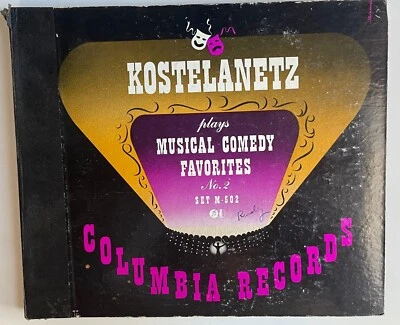 KOSTELANETZ
plays
MUSICAL COMEDY
FAVORITES
No. 2
SET M-502
COLUMBIA RECORDS